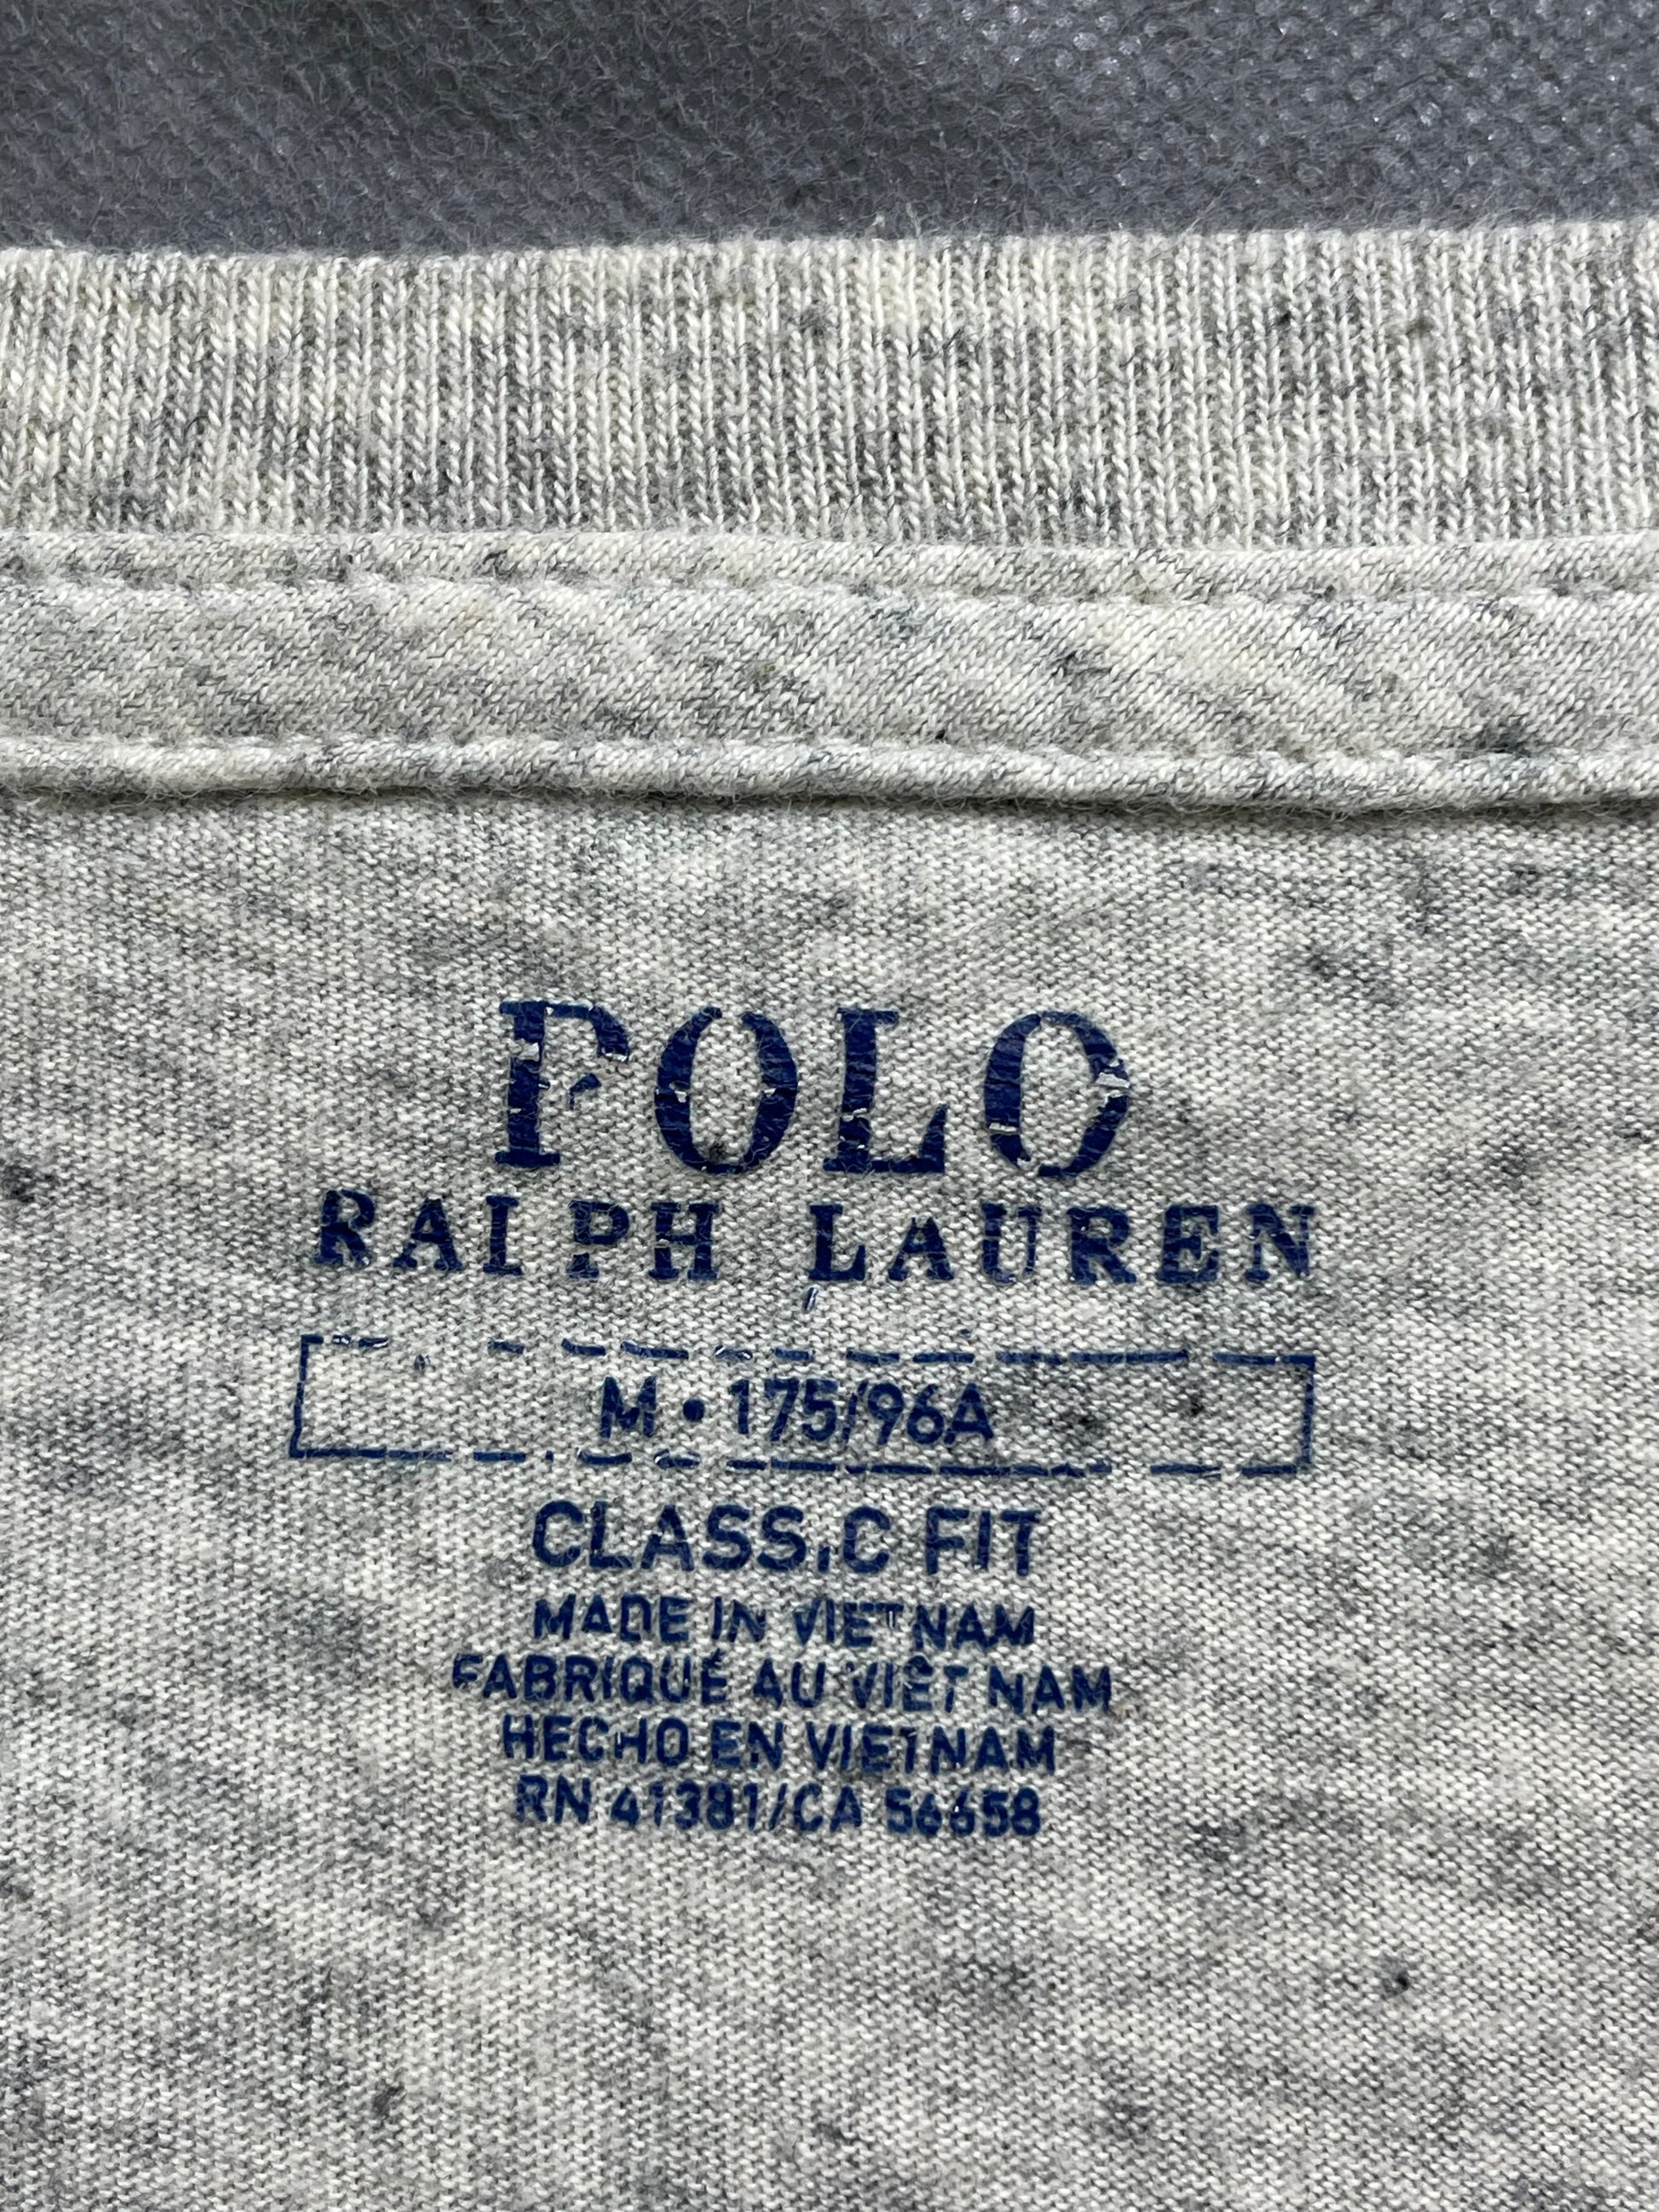 POLO
RALPH LAUREN
M • 175/96A
CLASSIC FIT
MADE IN VIETNAM
FABRIQUÉ AU VIÊT NAM
HECHO EN VIETNAM
RN 41381/CA 56658